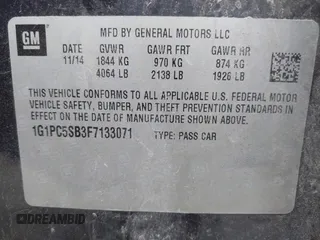 GM
MFD BY GENERAL MOTORS LLC
DATE GVWR GAWR FRT GAWR RR
11/14 1844 KG 970 KG 874 KG
4064 LB 2138 LB 1926 LB
THIS VEHICLE CONFORMS TO ALL APPLICABLE U.S. FEDERAL MOTOR
VEHICLE SAFETY, BUMPER, AND THEFT PREVENTION STANDARDS IN
EFFECT ON THE DATE OF MANUFACTURE SHOWN ABOVE.
1G1PC5SB3F7133071 TYPE: PASS CAR
DREAMBID